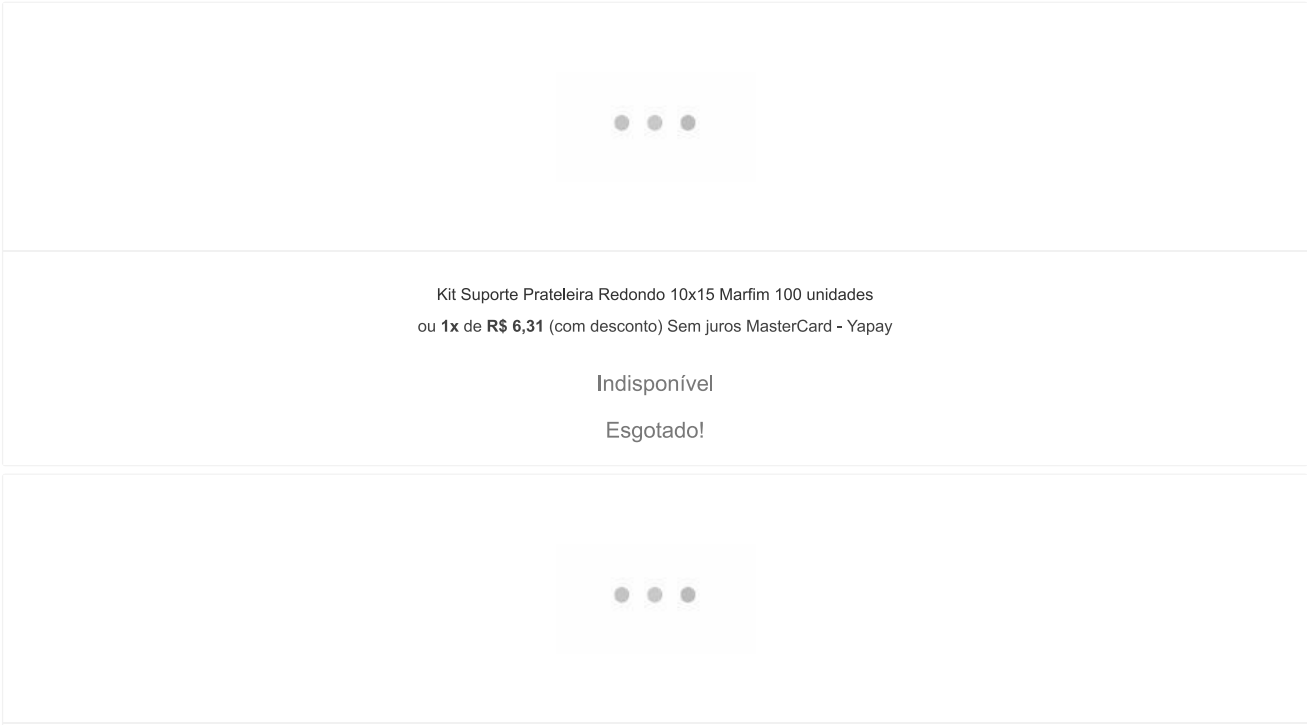 Kit Suporte Prateleira Redondo 10x15 Marfim 100 unidades
ou 1x de R$ 6,31 (com desconto) Sem juros MasterCard - Yapay
Indisponível
Esgotado!